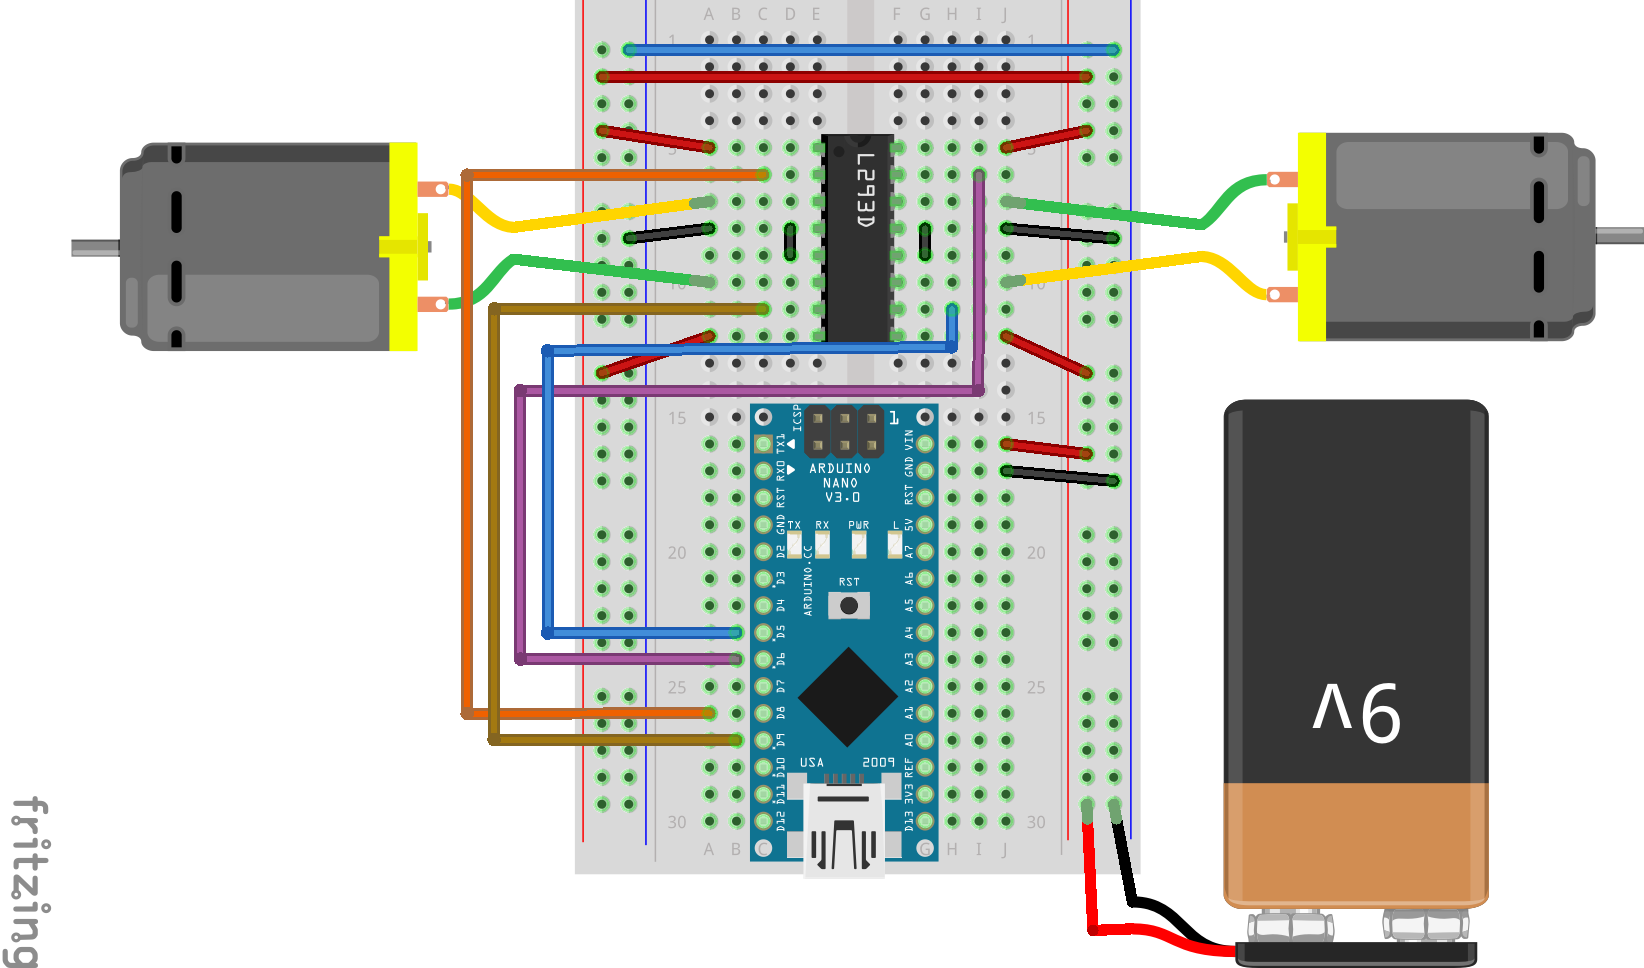 A B C D E F G H I J
1 1
5 5
L293D
10 10
15 15
ICSP
1
TX1 VIN
RX0 GND
ARDUINO
NANO
V3.0
RST RST
GND 5V
TX RX PWR L
D2 A7
D3 A6
ARDUINO.CC
RST
20 20
D4 A5
D5 A4
D6 A3
25 25
D7 A2
D8 A1
D9 A0
USA 2009
D10 REF
D11 3V3
D12 D13
30 30
A B C G H I J
9V
fritzing